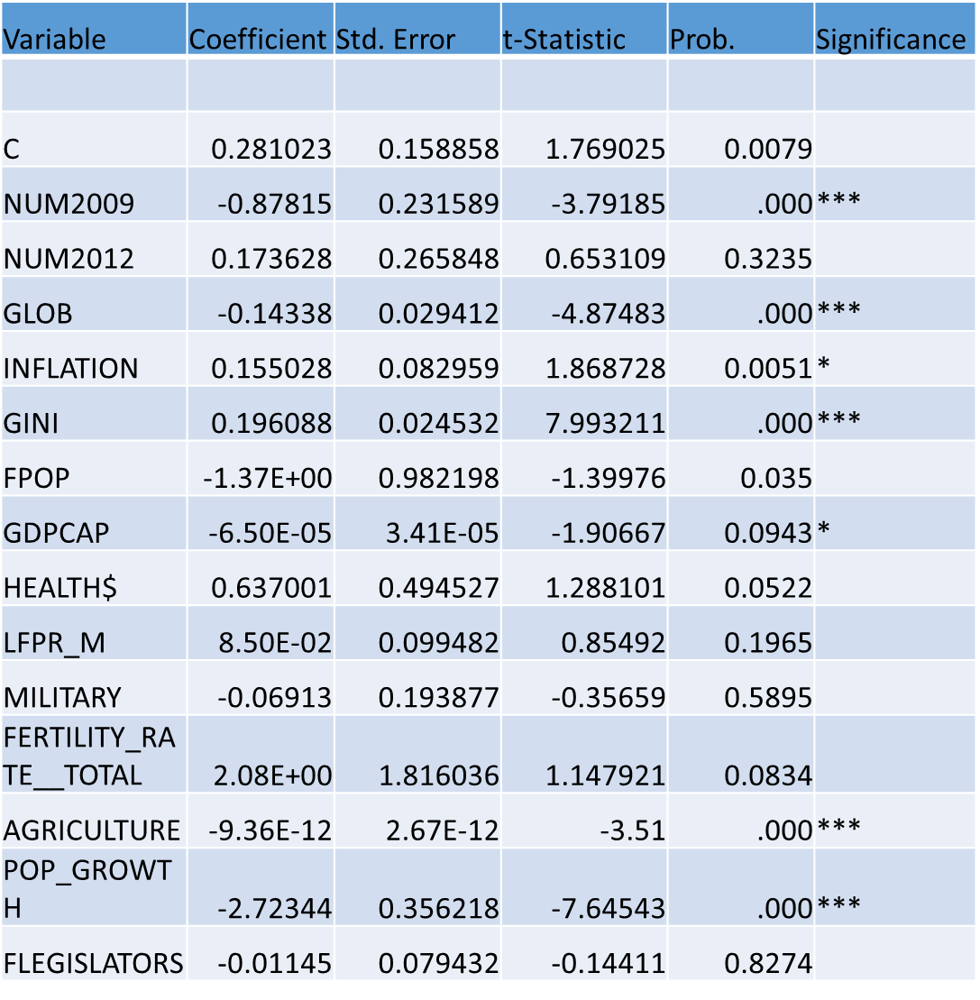 Variable Coefficient Std. Error t-Statistic Prob. Significance
C 0.281023 0.158858 1.769025 0.0079
NUM2009 -0.87815 0.231589 -3.79185 .000 ***
NUM2012 0.173628 0.265848 0.653109 0.3235
GLOB -0.14338 0.029412 -4.87483 .000 ***
INFLATION 0.155028 0.082959 1.868728 0.0051 *
GINI 0.196088 0.024532 7.993211 .000 ***
FPOP -1.37E+00 0.982198 -1.39976 0.035
GDPCAP -6.50E-05 3.41E-05 -1.90667 0.0943 *
HEALTH$ 0.637001 0.494527 1.288101 0.0522
LFPR_M 8.50E-02 0.099482 0.85492 0.1965
MILITARY -0.06913 0.193877 -0.35659 0.5895
FERTILITY_RA
TE__TOTAL 2.08E+00 1.816036 1.147921 0.0834
AGRICULTURE -9.36E-12 2.67E-12 -3.51 .000 ***
POP_GROWT
H -2.72344 0.356218 -7.64543 .000 ***
FLEGISLATORS -0.01145 0.079432 -0.14411 0.8274